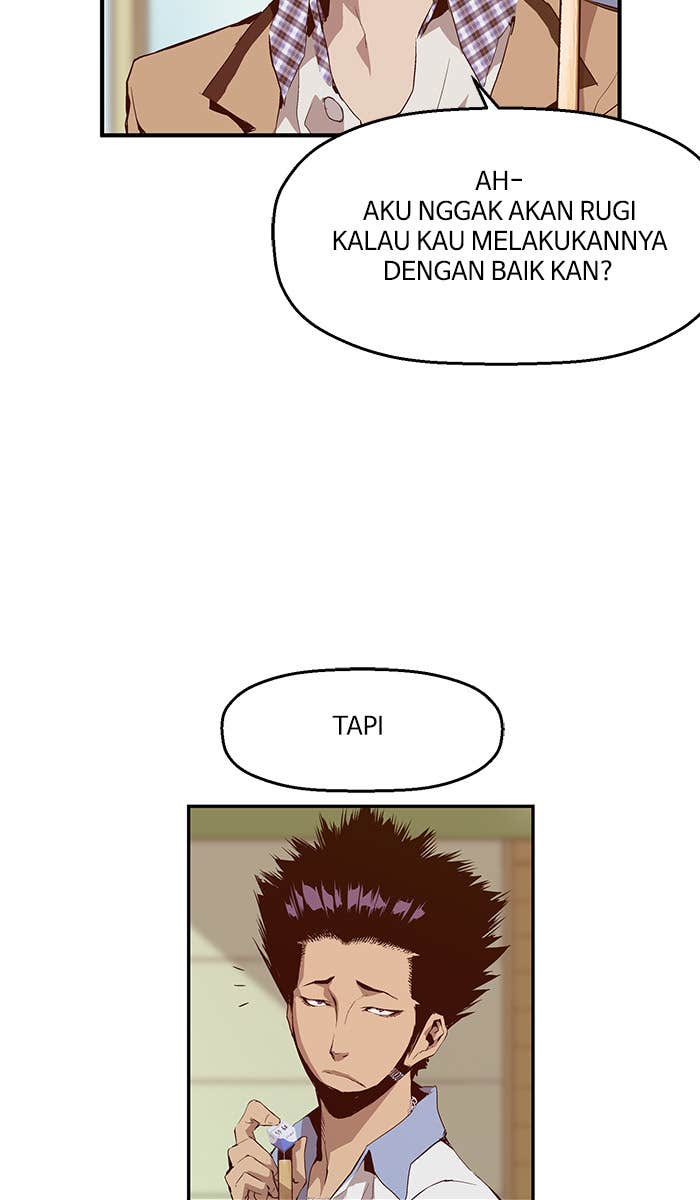 AH-
AKU NGGAK AKAN RUGI
KALAU KAU MELAKUKANNYA
DENGAN BAIK KAN?
TAPI